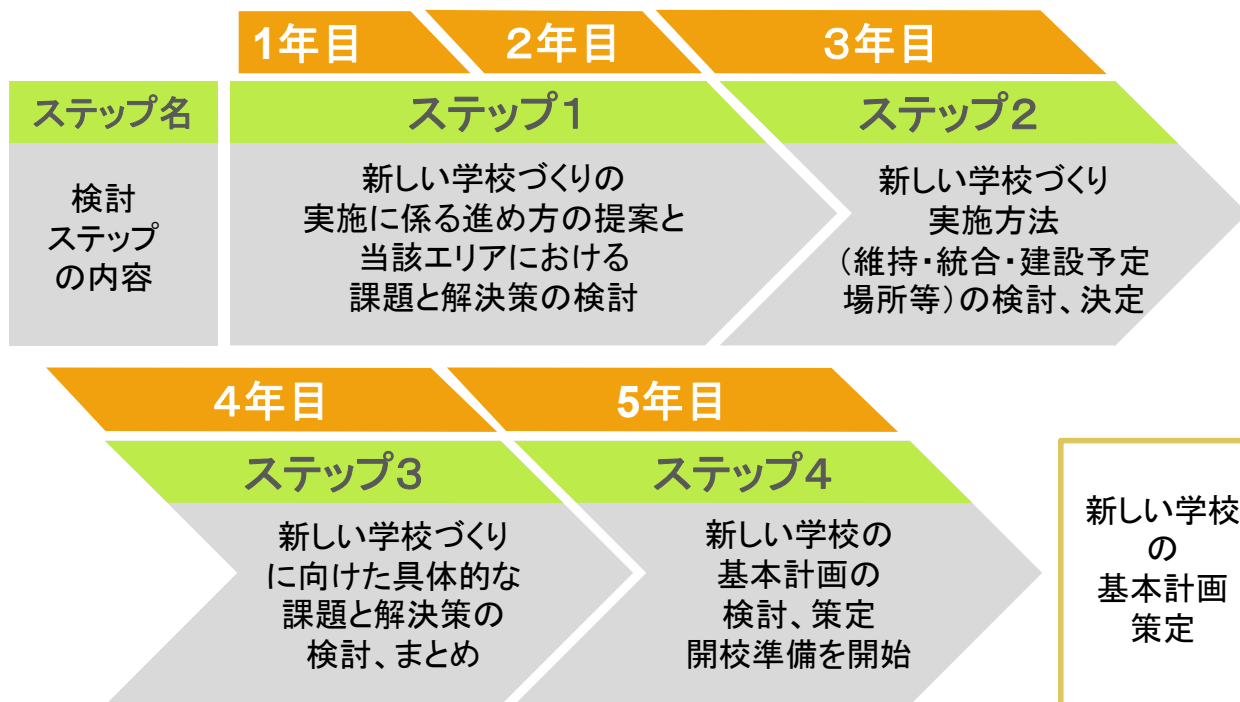 1年目
2年目
3年目
ステップ名
ステップ1
ステップ2
検討
ステップ
の内容
新しい学校づくりの
実施に係る進め方の提案と
当該エリアにおける
課題と解決策の検討
新しい学校づくり
実施方法
（維持・統合・建設予定
場所等）の検討、決定
4年目
5年目
ステップ3
ステップ4
新しい学校づくり
に向けた具体的な
課題と解決策の
検討、まとめ
新しい学校の
基本計画の
検討、策定
開校準備を開始
新しい学校
の
基本計画
策定